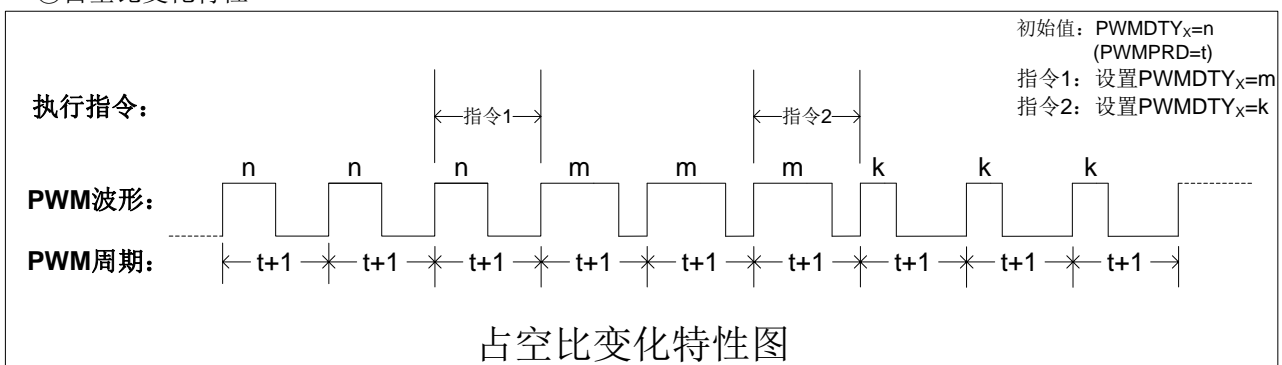 初始值：PWMDTYX=n
(PWMPRD=t)
指令1：设置PWMDTYX=m
指令2：设置PWMDTYX=k
执行指令：
指令1 指令2
n n n m m m k k k
PWM波形：
PWM周期： t+1 t+1 t+1 t+1 t+1 t+1 t+1 t+1 t+1
占空比变化特性图